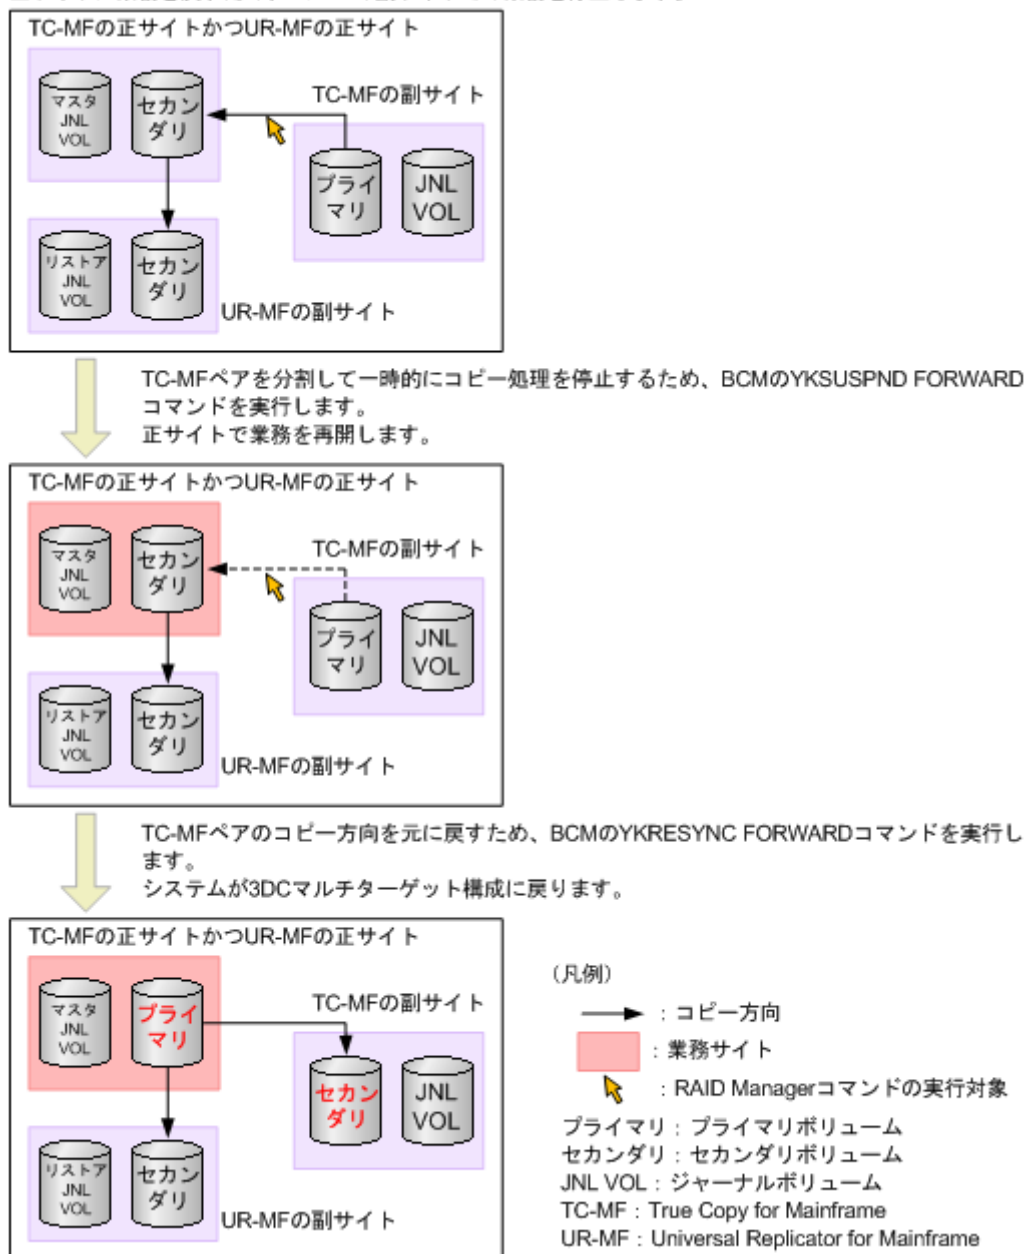 TC-MFの正サイトかつUR-MFの正サイト
マスタ
JNL
VOL
セカン
ダリ
TC-MFの副サイト
プライ
マリ
JNL
VOL
リストア
JNL
VOL
セカン
ダリ
UR-MFの副サイト
TC-MFペアを分割して一時的にコピー処理を停止するため、BCMのYKSUSPND FORWARD
コマンドを実行します。
正サイトで業務を再開します。
TC-MFの正サイトかつUR-MFの正サイト
マスタ
JNL
VOL
セカン
ダリ
TC-MFの副サイト
プライ
マリ
JNL
VOL
リストア
JNL
VOL
セカン
ダリ
UR-MFの副サイト
TC-MFペアのコピー方向を元に戻すため、BCMのYKRESYNC FORWARDコマンドを実行し
ます。
システムが3DCマルチターゲット構成に戻ります。
TC-MFの正サイトかつUR-MFの正サイト
マスタ
JNL
VOL
プライ
マリ
TC-MFの副サイト
セカン
ダリ
JNL
VOL
リストア
JNL
VOL
セカン
ダリ
UR-MFの副サイト
(凡例)
：コピー方向
：業務サイト
：RAID Managerコマンドの実行対象
プライマリ：プライマリボリューム
セカンダリ：セカンダリボリューム
JNL VOL：ジャーナルボリューム
TC-MF：True Copy for Mainframe
UR-MF：Universal Replicator for Mainframe